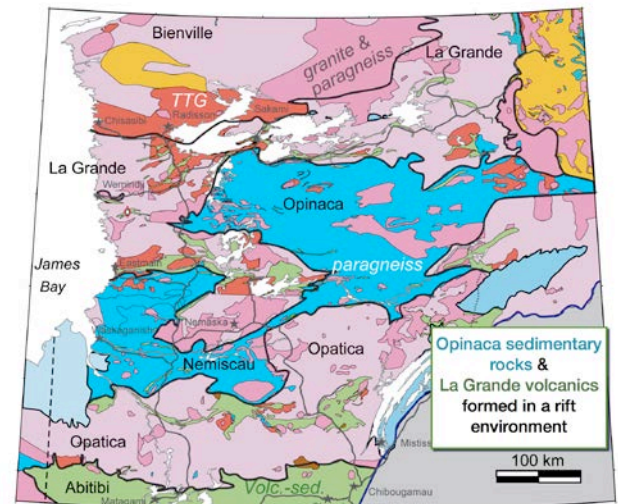 Bienville
La Grande
granite &
paragneiss
TTG
Radisson
Sakami
Chisasibi
La Grande
Wemindji
Opinaca
James
Bay
Eastmain
paragneiss
Waskaganish
Nemaska
Nemiscau
Opatica
Opinaca sedimentary
rocks &
La Grande volcanics
formed in a rift
environment
Opatica
Mistiss
100 km
Abitibi
Volc.-sed.
Matagami
Chibougamau